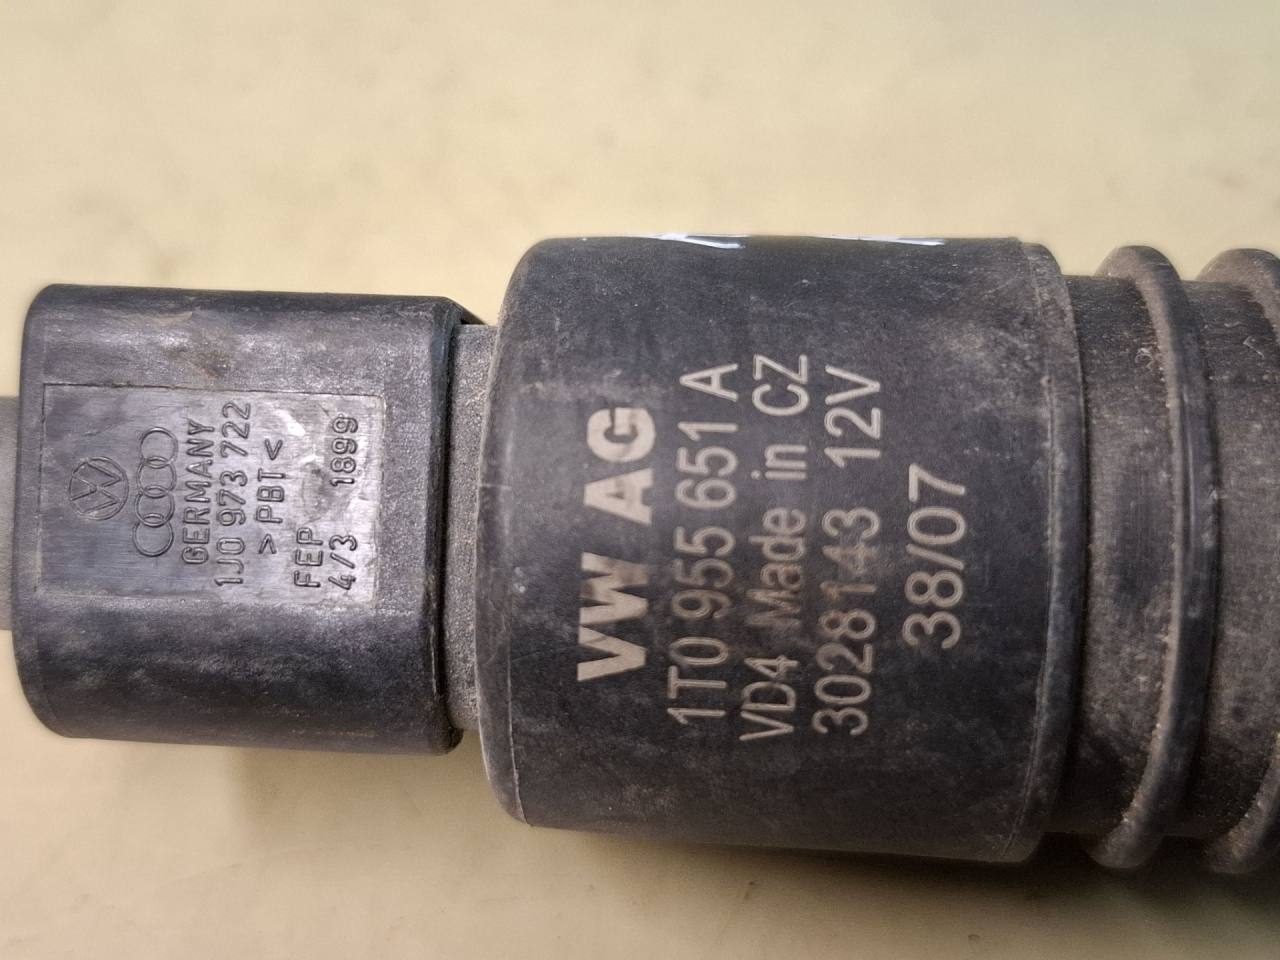 GERMANY
1J0 973 722
>PBT<
FEP
4/3 1899
VW AG
1T0 955 651 A
VD4 Made in CZ
3028143 12V
38/07